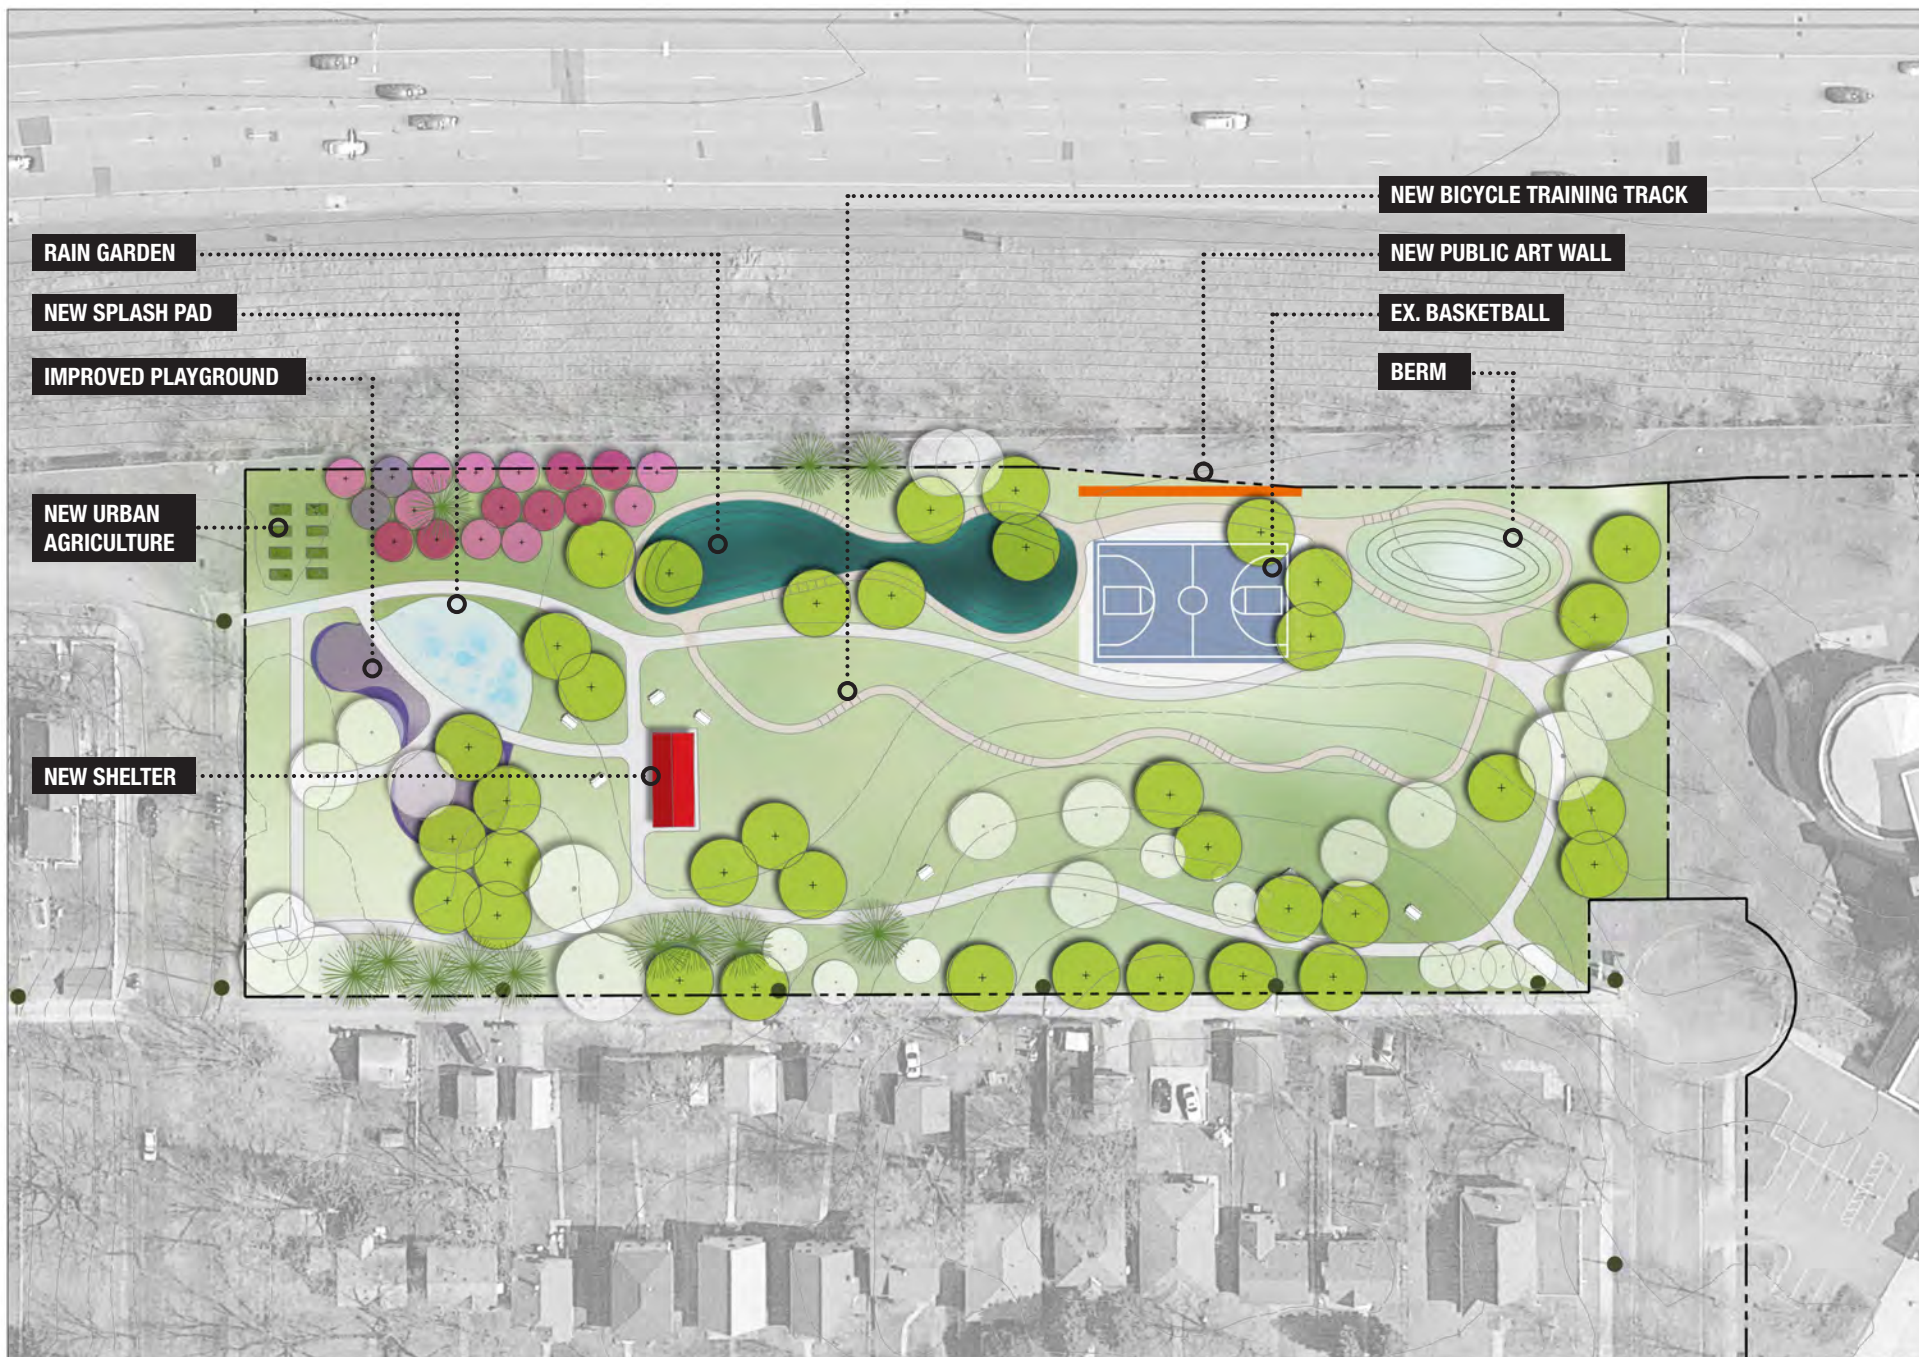 RAIN GARDEN
NEW SPLASH PAD
IMPROVED PLAYGROUND
NEW URBAN
AGRICULTURE
NEW SHELTER
NEW BICYCLE TRAINING TRACK
NEW PUBLIC ART WALL
EX. BASKETBALL
BERM